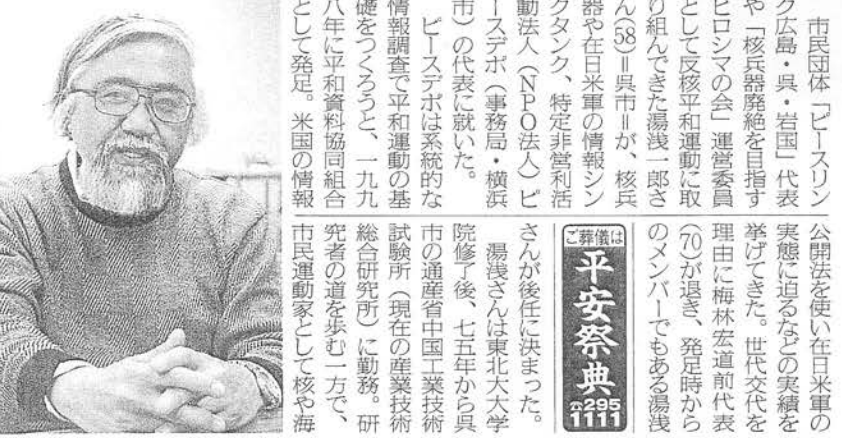 市民団体「ピースリン
ク広島・呉・岩国」代表
や「核兵器廃絶を目指す
ヒロシマの会」運営委員
として反核平和運動に取
り組んできた湯浅一郎さ
ん(58)=呉市=が、核兵
器や在日米軍の情報シン
クタンク、特定非営利活
動法人(NPO法人)ピ
ースデポ(事務局・横浜
市)の代表に就いた。
ピースデポは系統的な
情報調査で平和運動の基
礎をつくろうと、一九九
八年に平和資料協同組合
として発足。米国の情報
公開法を使い在日米軍の
実態に迫るなどの実績を
挙げてきた。世代交代を
理由に梅林宏道前代表
(70)が退き、発足時から
のメンバーでもある湯浅
さんが後任に決まった。
湯浅さんは東北大大学
院修了後、七五年から呉
市の通産省中国工業技術
試験所(現在の産業技術
総合研究所)に勤務。研
究者の道を歩む一方で、
市民運動家として核や海
ご葬儀は
平安祭典
☎295
1111